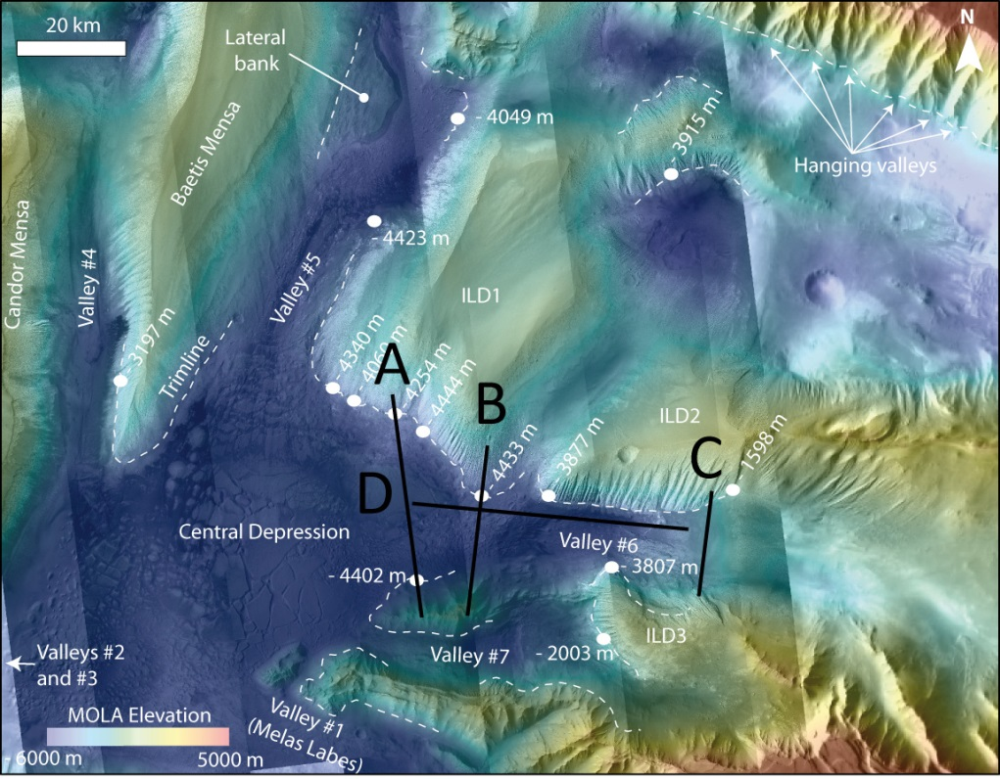 20 km
N
Lateral
bank
Baetis Mensa
- 4049 m
- 3915 m
Hanging valleys
- 4423 m
Candor Mensa
Valley #4
Valley #5
ILD1
- 3197 m
Trimline
- 4340 m
- 4060 m
- 4254 m
- 4444 m
A
B
- 4433 m
- 3877 m
ILD2
C
- 1598 m
D
Central Depression
Valley #6
- 4402 m
- 3807 m
ILD3
Valley #7
- 2003 m
Valleys #2
and #3
Valley #1
(Melas Labes)
MOLA Elevation
- 6000 m
5000 m